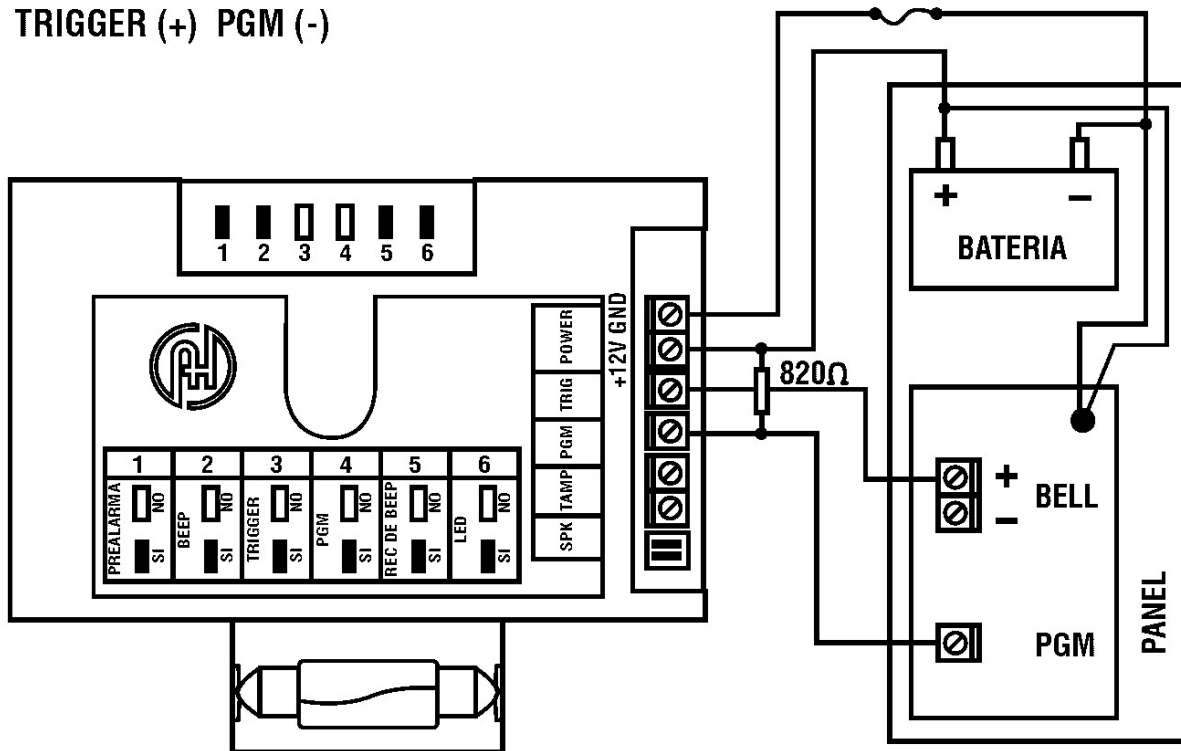 TRIGGER (+) PGM (-)
+
-
BATERIA
1 2 3 4 5 6
+12V GND
POWER
TRIG
PGM
TAMP
SPK
820Ω
1 2 3 4 5 6
PREALARMA
NO
SI
BEEP
NO
SI
TRIGGER
NO
SI
PGM
NO
SI
REC DE BEEP
NO
SI
LED
NO
SI
+
BELL
-
PGM
PANEL